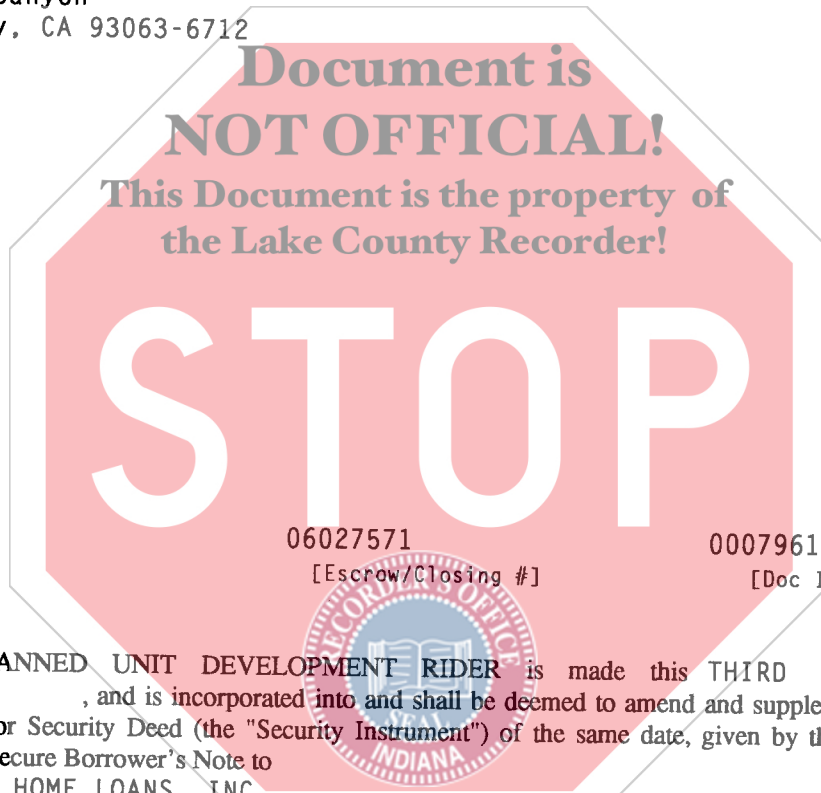 CA 93063-6712
Document is
NOT OFFICIAL!
This Document is the property of
the Lake County Recorder!
STOP
06027571 0007961
[Escrow/Closing #] [Doc
RECORDER'S OFFICE
ANNED UNIT DEVELOPMENT RIDER is made this THIRD
, and is incorporated into and shall be deemed to amend and supple
or Security Deed (the "Security Instrument") of the same date, given by th
SEAL
ecure Borrower's Note to
INDIANA
HOME LOANS, INC